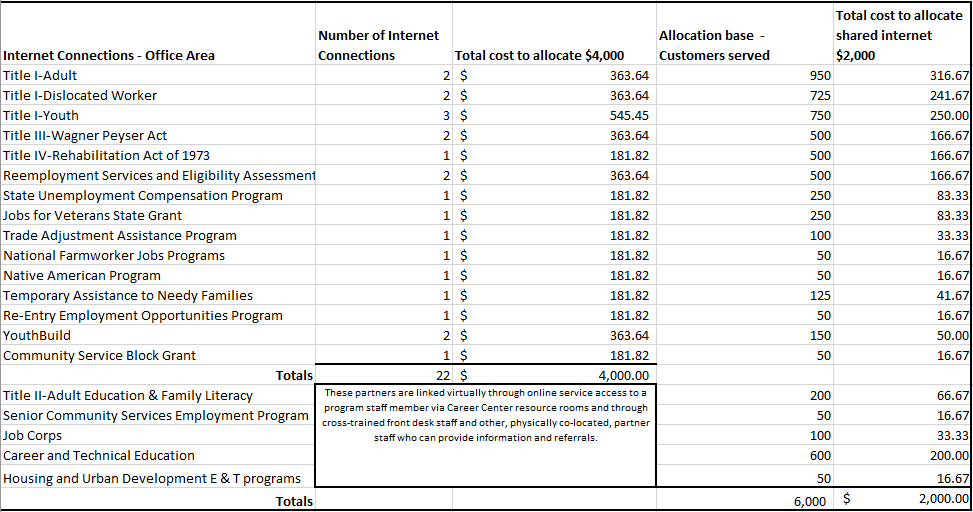 Internet Connections - Office Area Number of Internet Connections Total cost to allocate $4,000 Allocation base - Customers served Total cost to allocate shared internet $2,000
Title I-Adult 2 $ 363.64 950 316.67
Title I-Dislocated Worker 2 $ 363.64 725 241.67
Title I-Youth 3 $ 545.45 750 250.00
Title III-Wagner Peyser Act 2 $ 363.64 500 166.67
Title IV-Rehabilitation Act of 1973 1 $ 181.82 500 166.67
Reemployment Services and Eligibility Assessment 2 $ 363.64 500 166.67
State Unemployment Compensation Program 1 $ 181.82 250 83.33
Jobs for Veterans State Grant 1 $ 181.82 250 83.33
Trade Adjustment Assistance Program 1 $ 181.82 100 33.33
National Farmworker Jobs Programs 1 $ 181.82 50 16.67
Native American Program 1 $ 181.82 50 16.67
Temporary Assistance to Needy Families 1 $ 181.82 125 41.67
Re-Entry Employment Opportunities Program 1 $ 181.82 50 16.67
YouthBuild 2 $ 363.64 150 50.00
Community Service Block Grant 1 $ 181.82 50 16.67
Totals 22 $ 4,000.00
These partners are linked virtually through online service access to a
program staff member via Career Center resource rooms and through
cross-trained front desk staff and other, physically co-located, partner
staff who can provide information and referrals.
Title II-Adult Education & Family Literacy 200 66.67
Senior Community Services Employment Program 50 16.67
Job Corps 100 33.33
Career and Technical Education 600 200.00
Housing and Urban Development E & T programs 50 16.67
Totals 6,000 $ 2,000.00